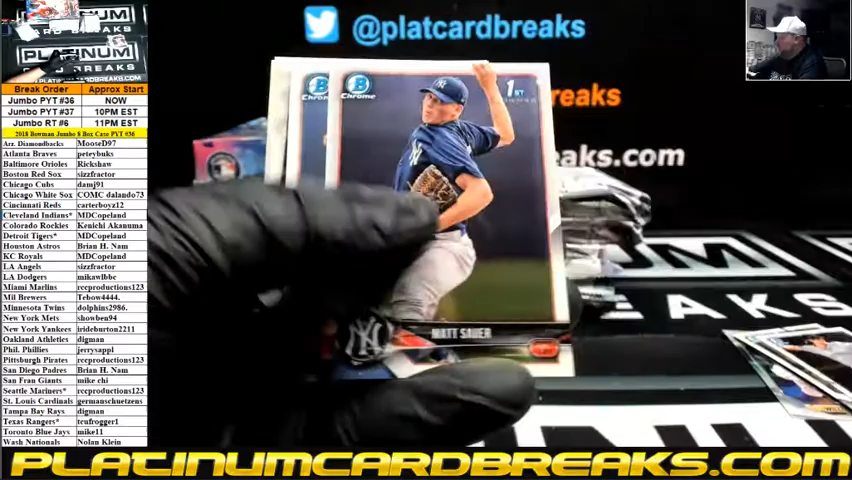 @platcardbreaks
PLATINUM
Break Order Approx Start
Jumbo PYT #36 NOW
Jumbo PYT #37 10PM EST
Jumbo RT #6 11PM EST
2018 Bowman Jumbo 8 Box Case PYT #36
Arz. Diamondbacks MooseD97
Atlanta Braves peteybuks
Baltimore Orioles Rickshaw
Boston Red Sox sizzfractor
Chicago Cubs damj91
Chicago White Sox COMC dalando73
Cincinnati Reds carterboyz12
Cleveland Indians* MDCopeland
Colorado Rockies Kenichi Akanuma
Detroit Tigers* MDCopeland
Houston Astros Brian H. Nam
KC Royals MDCopeland
LA Angels sizzfractor
LA Dodgers mikawlbbc
Miami Marlins rccproductions123
Mil Brewers Tebow4444.
Minnesota Twins dolphins2986.
New York Mets showben94
New York Yankees irideburton2211
Oakland Athletics digman
Phil. Phillies jerrysappl
Pittsburgh Pirates rccproductions123
San Diego Padres Brian H. Nam
San Fran Giants mike chi
Seattle Mariners* rccproductions123
St. Louis Cardinals germanschuetzens
Tampa Bay Rays digman
Texas Rangers* tcufrogger1
Toronto Blue Jays mike11
Wash Nationals Nolan Klein
Chrome
1ST
breaks
ks.com
MATT SAUER
EAKS
PLATINUMCARDBREAKS.COM